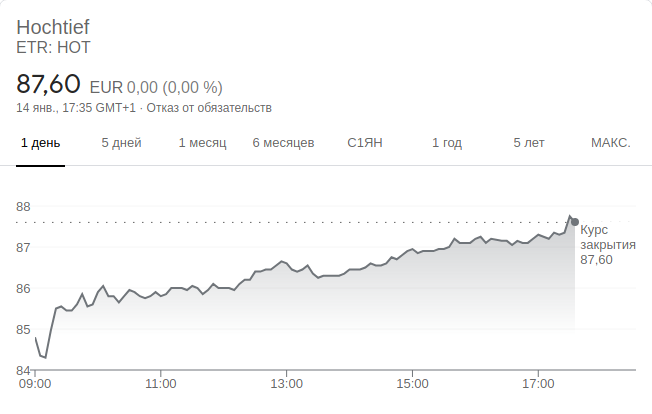 Hochtief
ETR: HOT
87,60 EUR 0,00 (0,00 %)
14 янв., 17:35 GMT+1 · Отказ от обязательств
1 день 5 дней 1 месяц 6 месяцев С1ЯН 1 год 5 лет МАКС.
88
Курс
87
закрытия
87,60
86
85
84
09:00 11:00 13:00 15:00 17:00